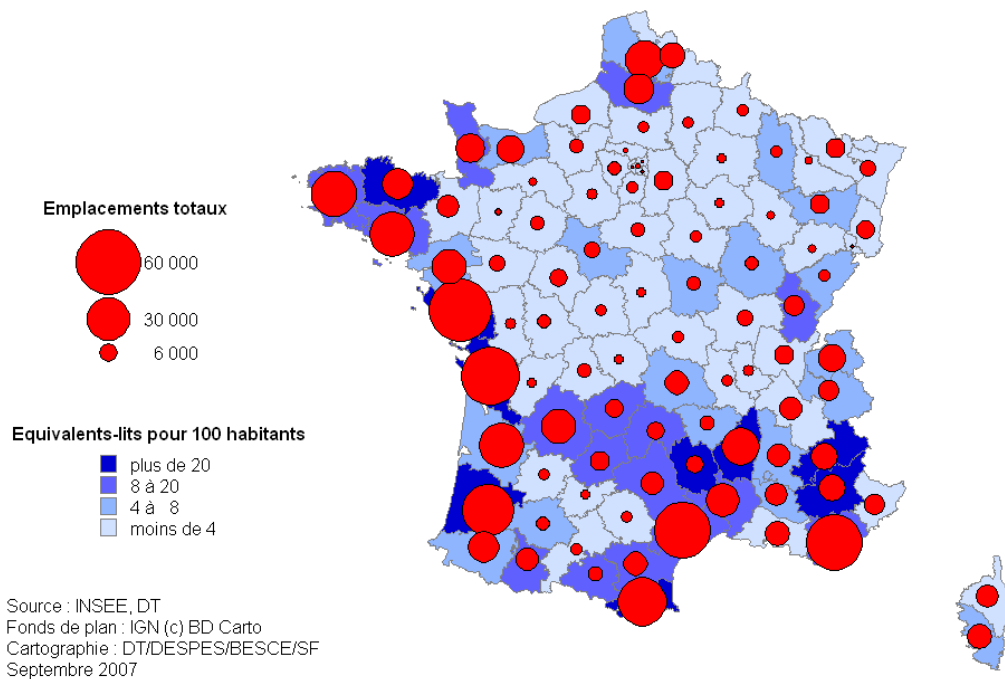 Emplacements totaux
60 000
30 000
6 000
Equivalents-lits pour 100 habitants
plus de 20
8 à 20
4 à 8
moins de 4
Source : INSEE, DT
Fonds de plan : IGN (c) BD Carto
Cartographie : DT/DESPES/BESCE/SF
Septembre 2007